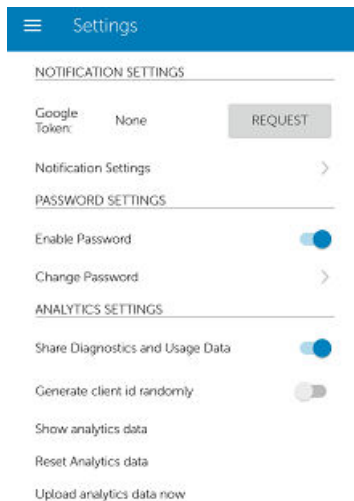 Settings
NOTIFICATION SETTINGS
Google
Token:
None
REQUEST
Notification Settings
PASSWORD SETTINGS
Enable Password
Change Password
ANALYTICS SETTINGS
Share Diagnostics and Usage Data
Generate client id randomly
Show analytics data
Reset Analytics data
Upload analytics data now